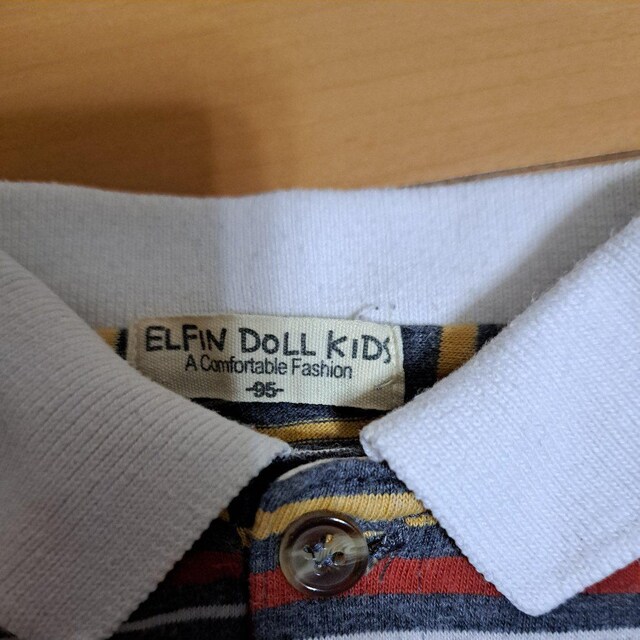 ELFIN DOLL KIDS
A Comfortable Fashion
-95-